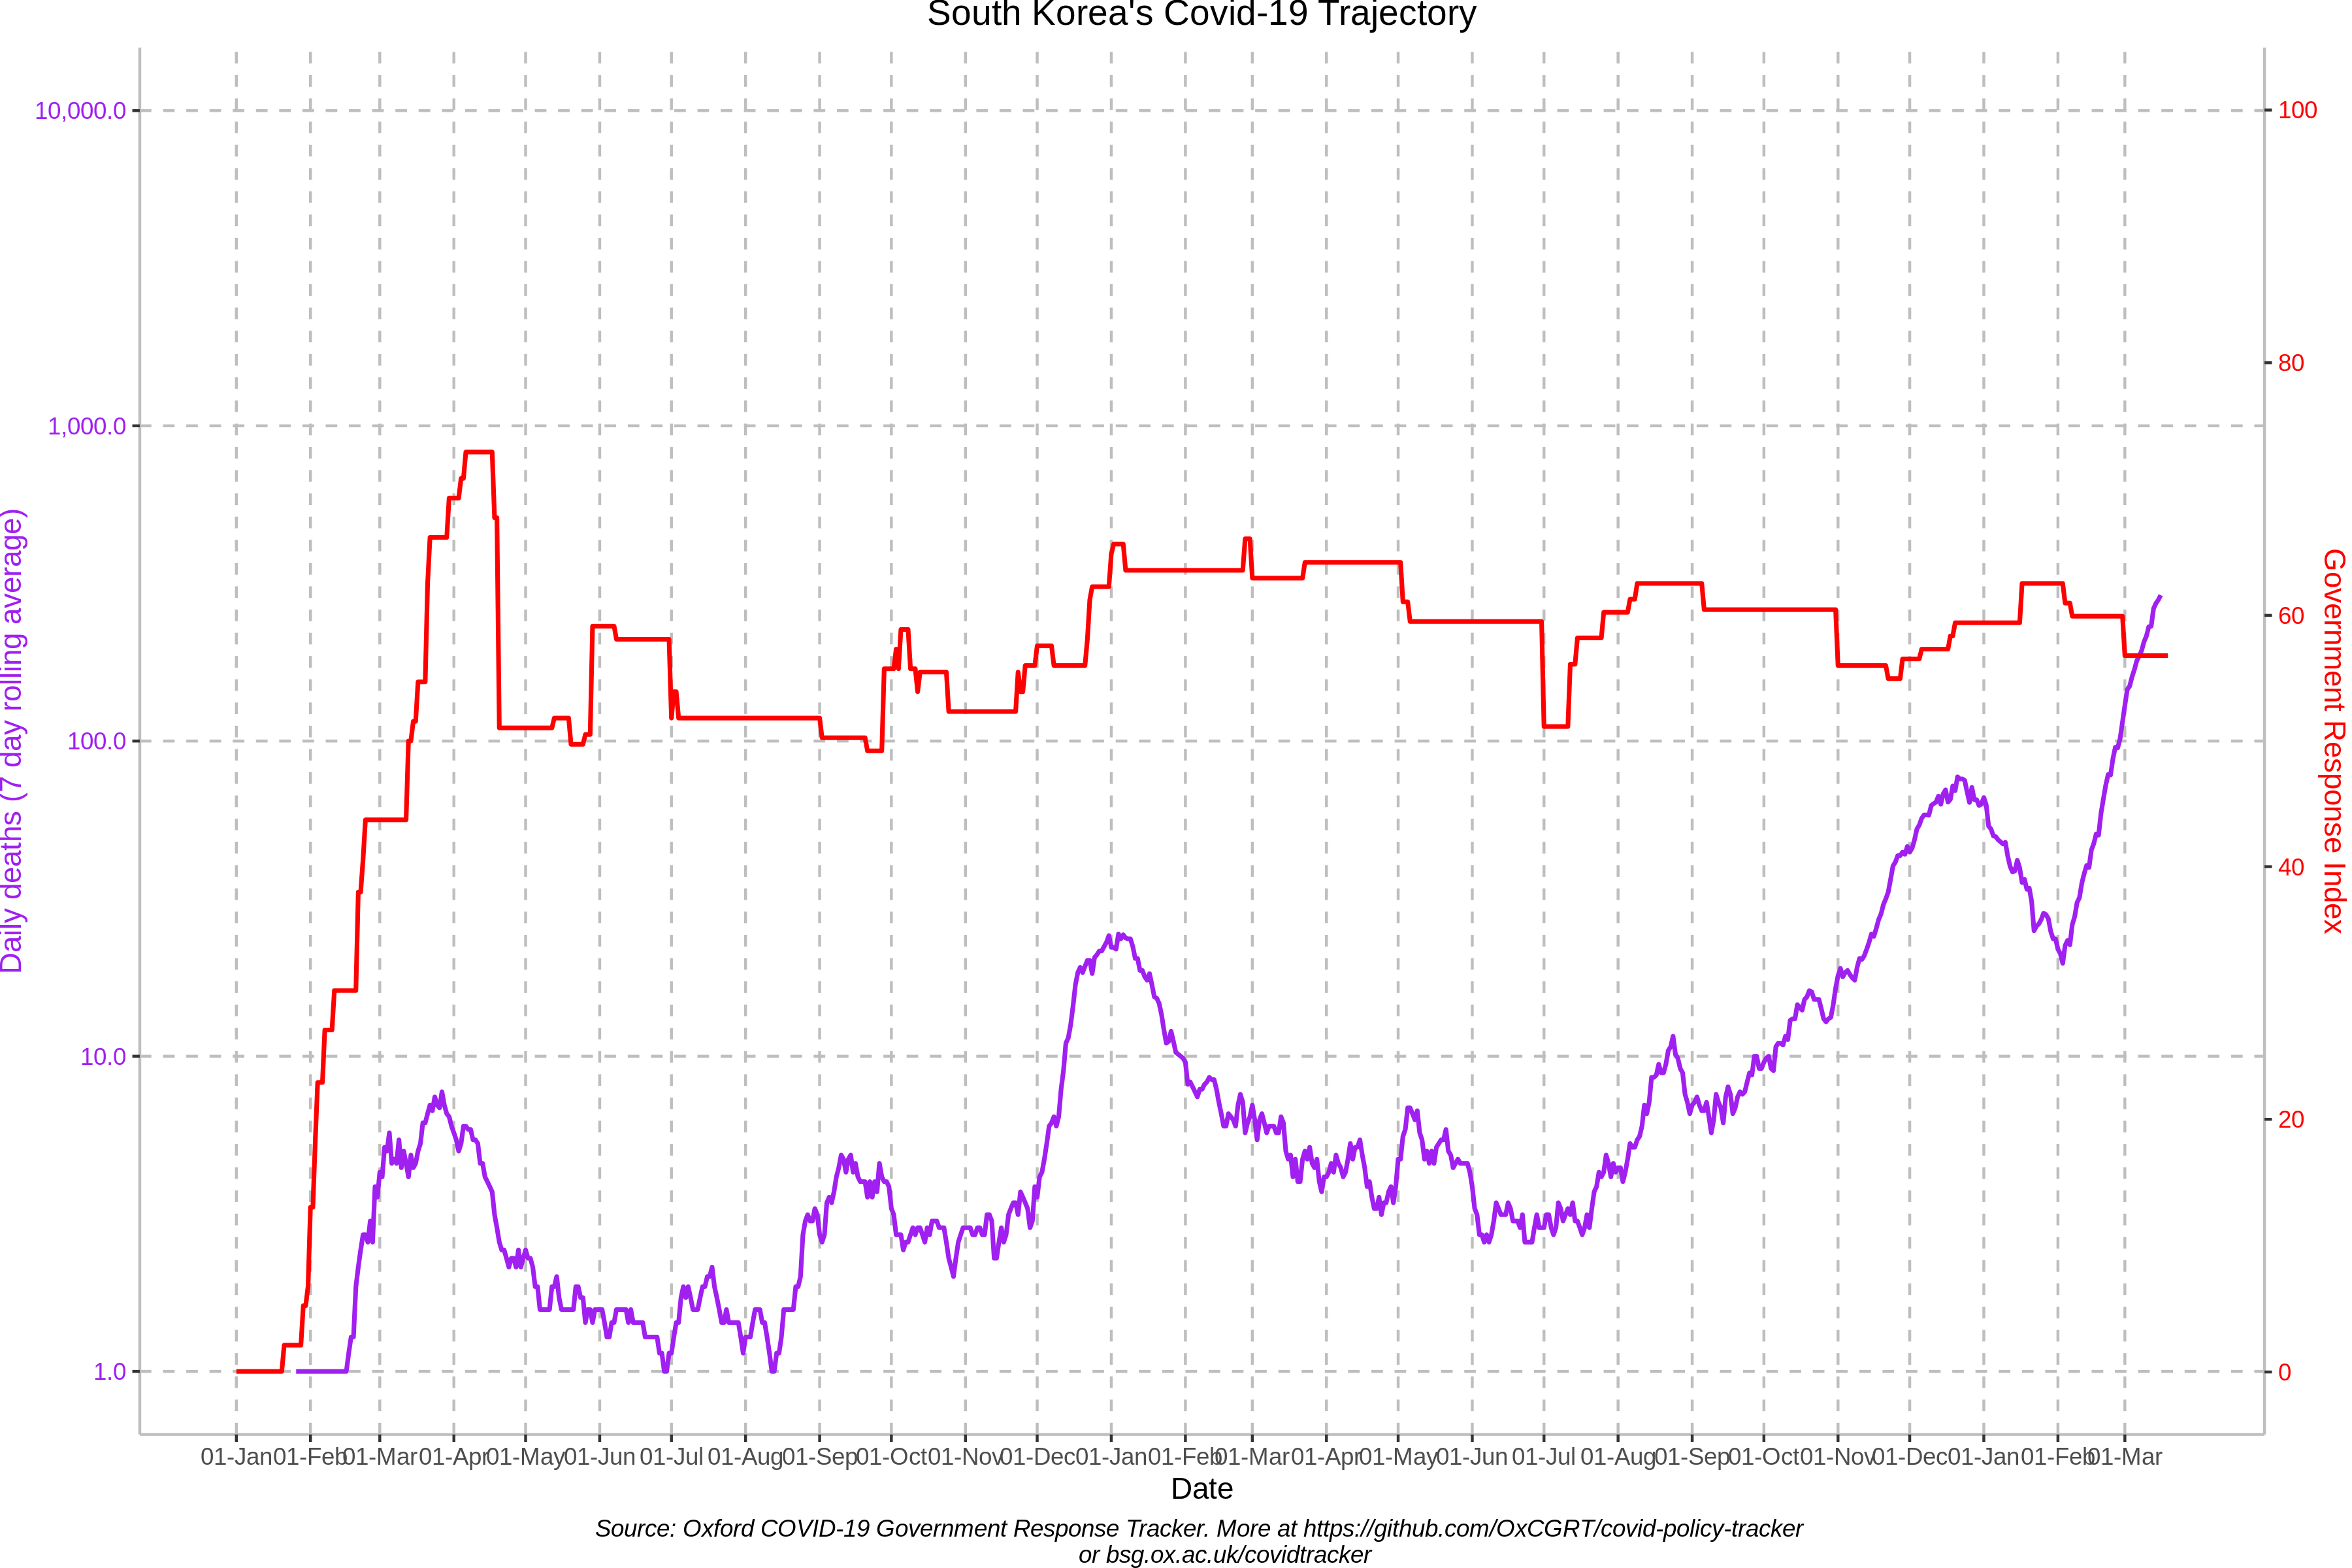 South Korea's Covid-19 Trajectory
10,000.0
1,000.0
100.0
10.0
1.0
Daily deaths (7 day rolling average)
100
80
60
40
20
0
Government Response Index
01-Jan 01-Feb 01-Mar 01-Apr 01-May 01-Jun 01-Jul 01-Aug 01-Sep 01-Oct 01-Nov 01-Dec 01-Jan 01-Feb 01-Mar 01-Apr 01-May 01-Jun 01-Jul 01-Aug 01-Sep 01-Oct 01-Nov 01-Dec 01-Jan 01-Feb 01-Mar
Date
Source: Oxford COVID-19 Government Response Tracker. More at https://github.com/OxCGRT/covid-policy-tracker
or bsg.ox.ac.uk/covidtracker